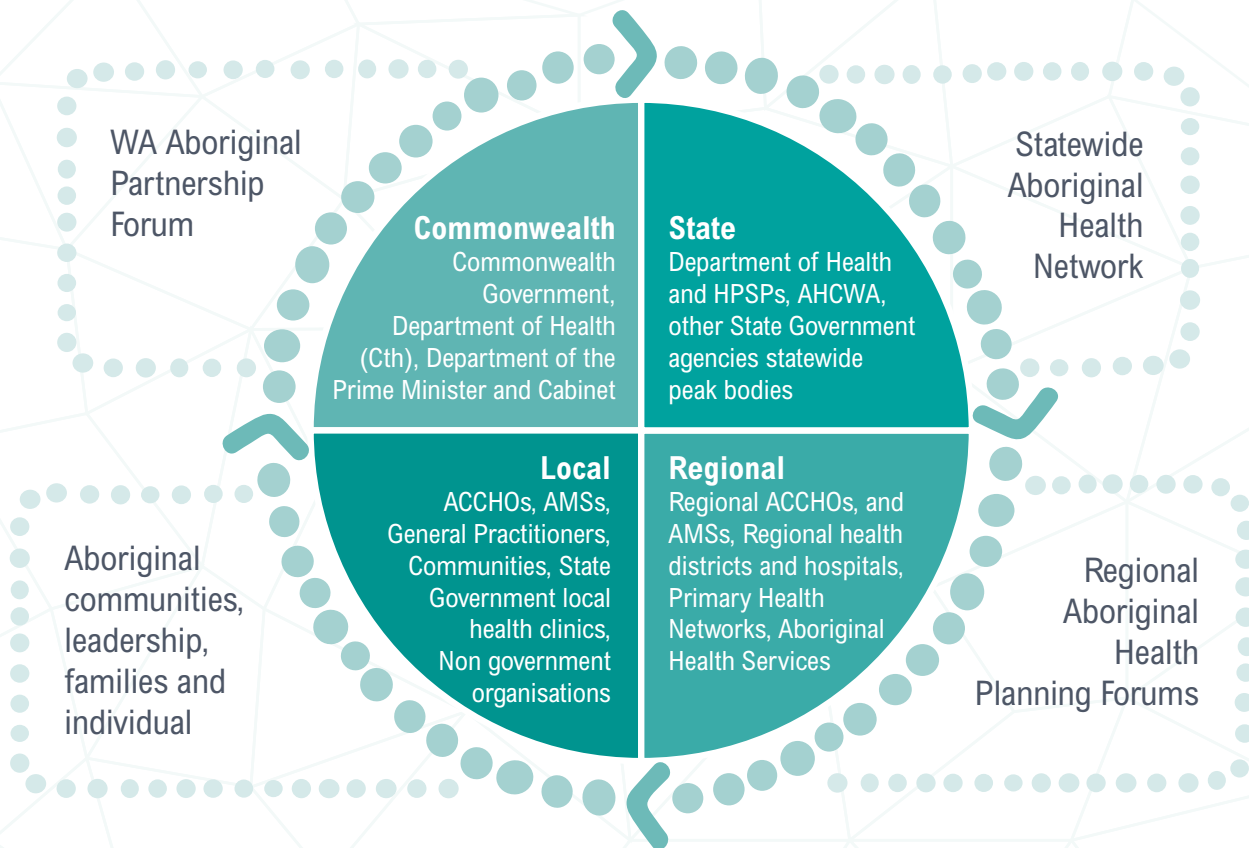 WA Aboriginal
Partnership
Forum
Statewide
Aboriginal
Health
Network
Commonwealth
Commonwealth
Government,
Department of Health
(Cth), Department of the
Prime Minister and Cabinet
State
Department of Health
and HPSPs, AHCWA,
other State Government
agencies statewide
peak bodies
Local
ACCHOs, AMSs,
General Practitioners,
Communities, State
Government local
health clinics,
Non government
organisations
Regional
Regional ACCHOs, and
AMSs, Regional health
districts and hospitals,
Primary Health
Networks, Aboriginal
Health Services
Aboriginal
communities,
leadership,
families and
individual
Regional
Aboriginal
Health
Planning Forums